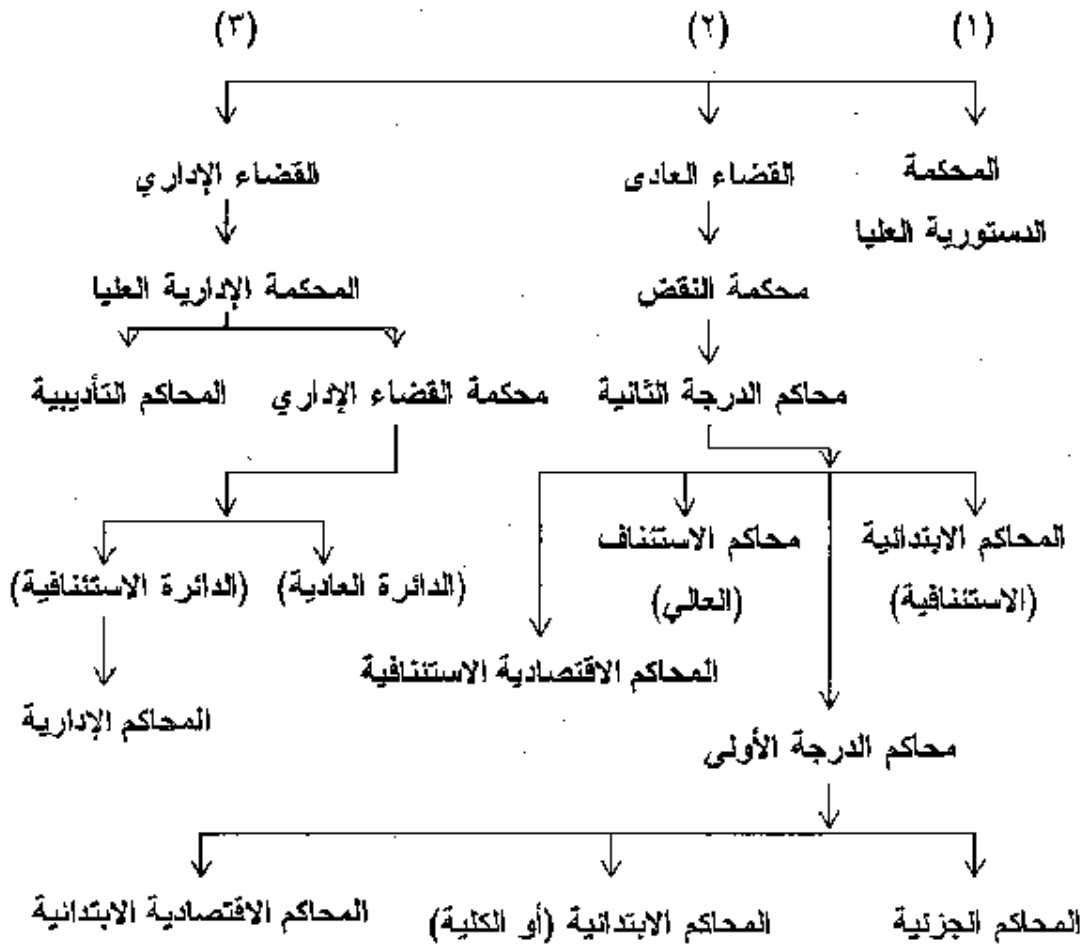 (١) (٢) (٣)
المحكمة القضاء العادى القضاء الإداري
الدستورية العليا
محكمة النقض المحكمة الإدارية العليا
محاكم الدرجة الثانية محكمة القضاء الإداري المحاكم التأديبية
المحاكم الابتدائية محاكم الاستئناف
(الاستئنافية) (العالي) (الدائرة العادية) (الدائرة الاستئنافية)
المحاكم الاقتصادية الاستئنافية
المحاكم الإدارية
محاكم الدرجة الأولى
المحاكم الجزئية المحاكم الابتدائية (أو الكلية) المحاكم الاقتصادية الابتدائية